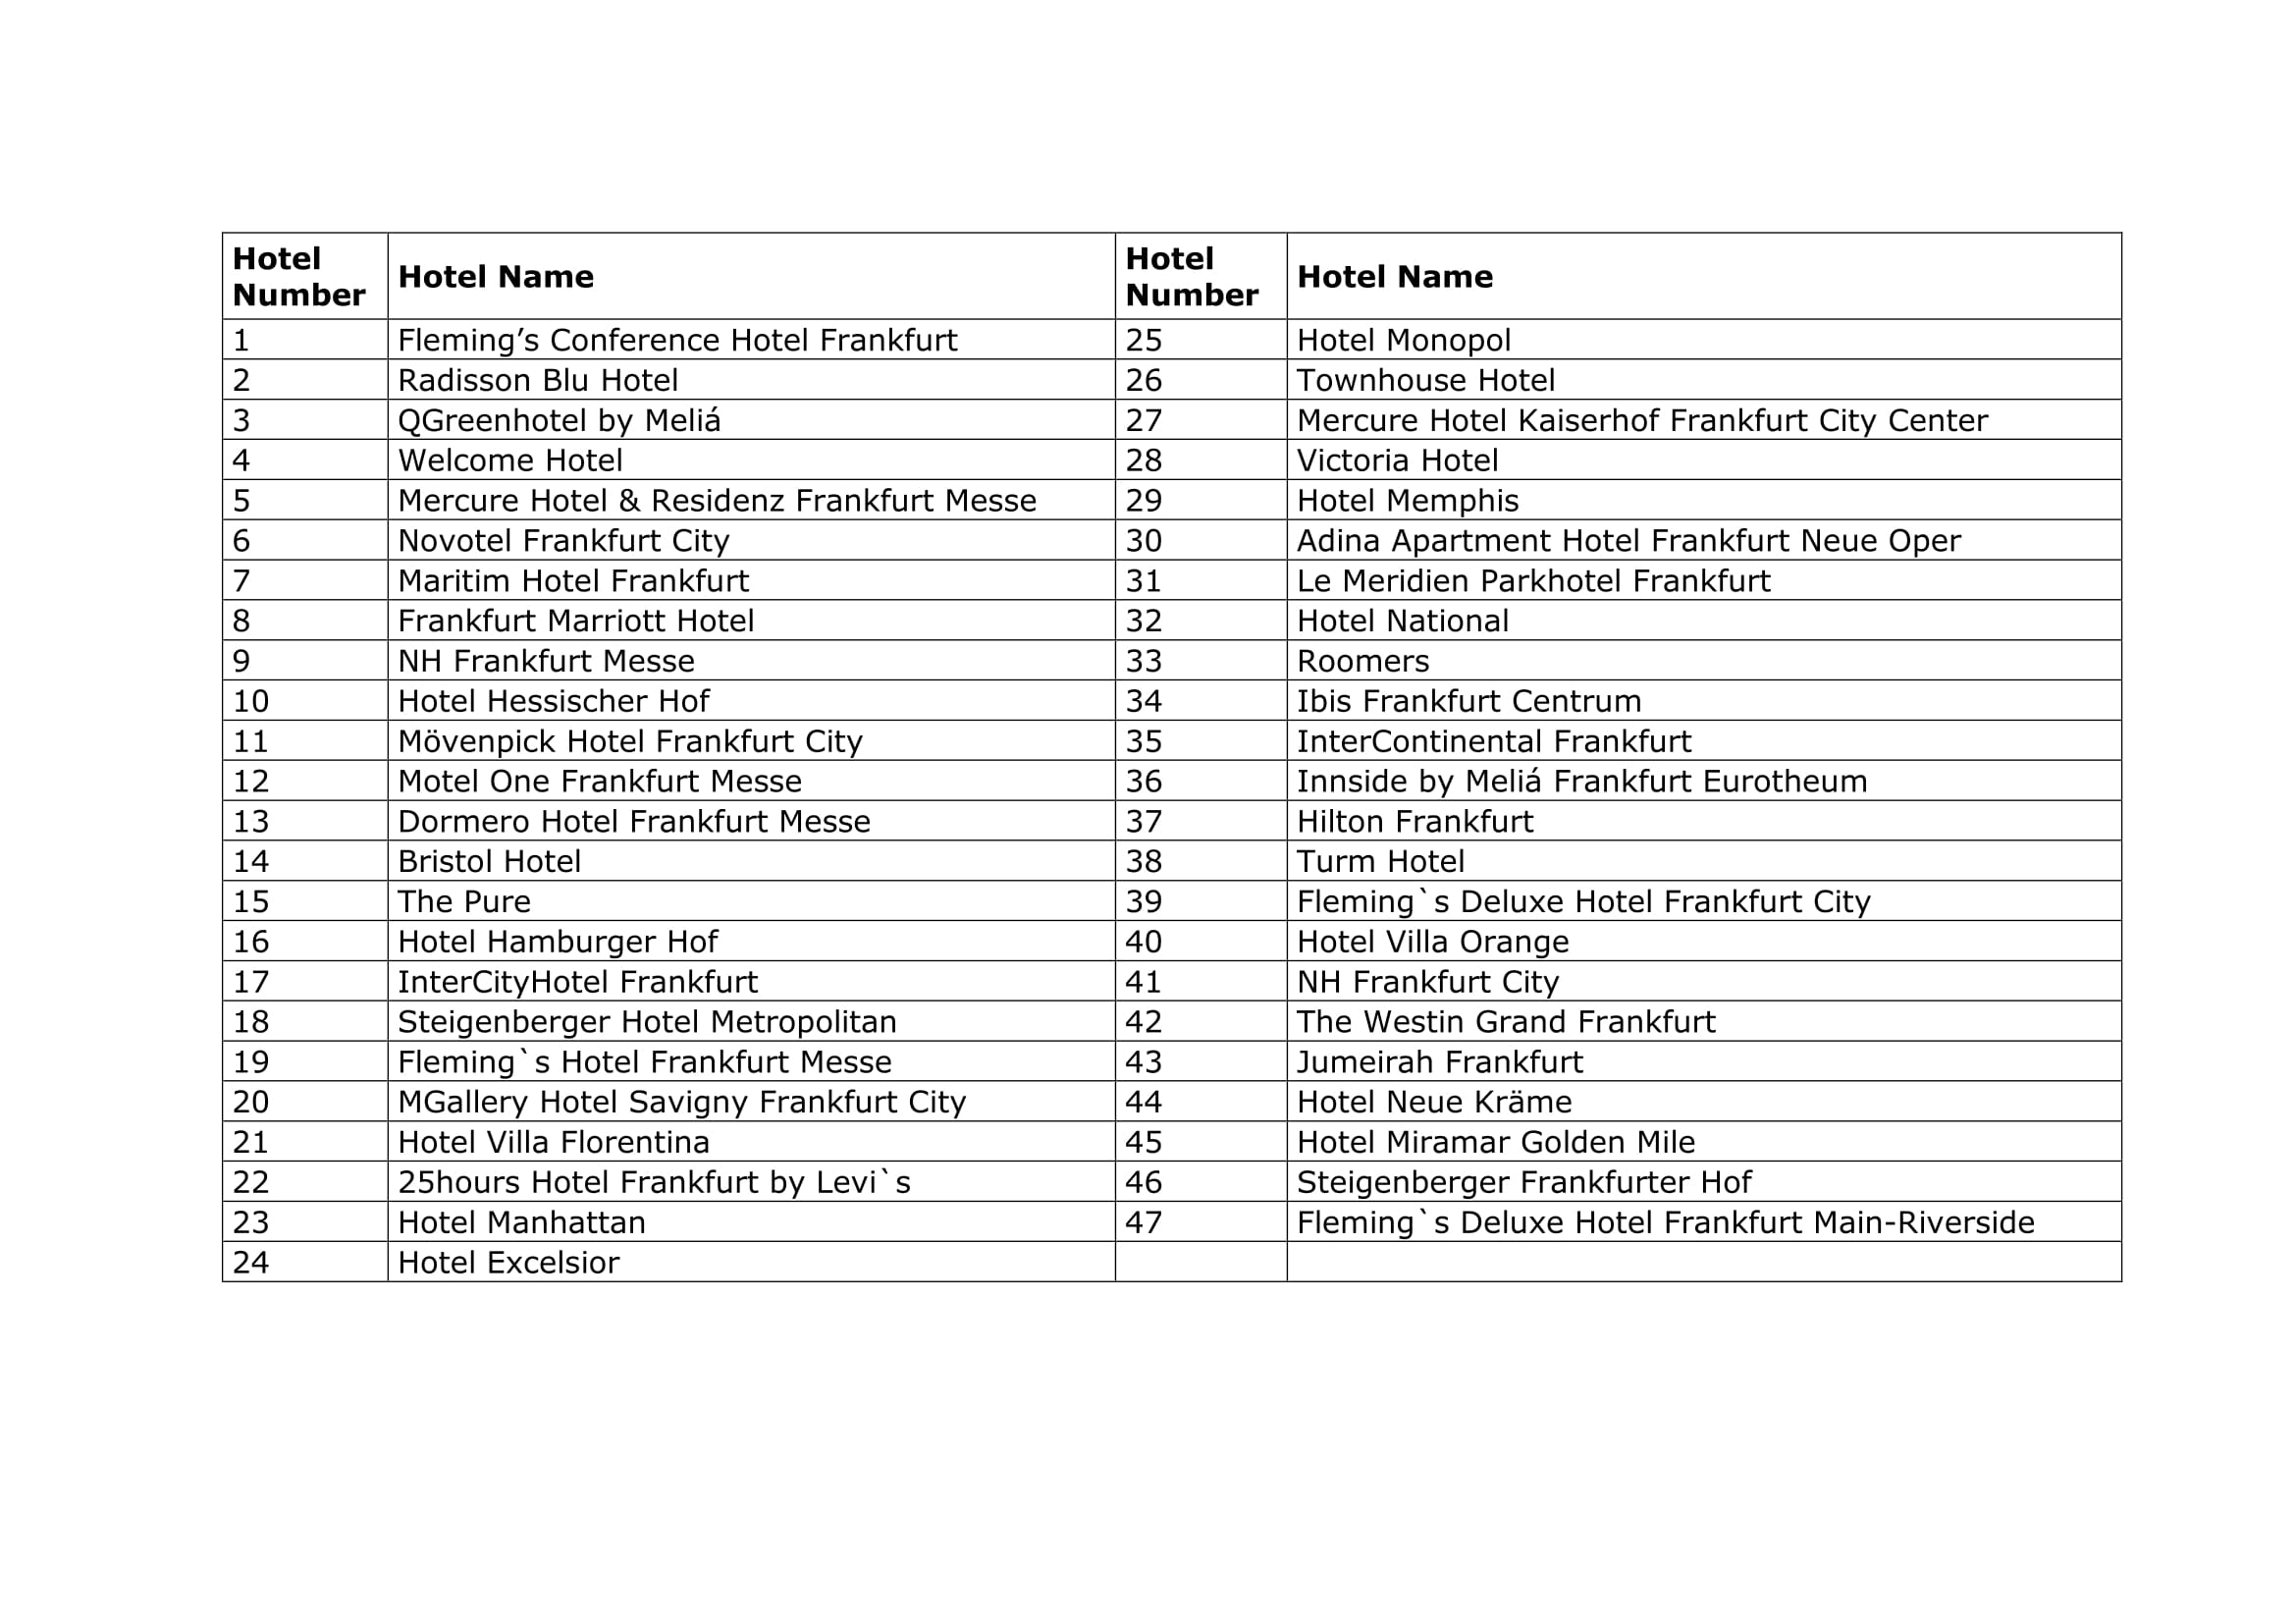 Hotel Number Hotel Name Hotel Number Hotel Name
1 Fleming’s Conference Hotel Frankfurt 25 Hotel Monopol
2 Radisson Blu Hotel 26 Townhouse Hotel
3 QGreenhotel by Meliá 27 Mercure Hotel Kaiserhof Frankfurt City Center
4 Welcome Hotel 28 Victoria Hotel
5 Mercure Hotel & Residenz Frankfurt Messe 29 Hotel Memphis
6 Novotel Frankfurt City 30 Adina Apartment Hotel Frankfurt Neue Oper
7 Maritim Hotel Frankfurt 31 Le Meridien Parkhotel Frankfurt
8 Frankfurt Marriott Hotel 32 Hotel National
9 NH Frankfurt Messe 33 Roomers
10 Hotel Hessischer Hof 34 Ibis Frankfurt Centrum
11 Mövenpick Hotel Frankfurt City 35 InterContinental Frankfurt
12 Motel One Frankfurt Messe 36 Innside by Meliá Frankfurt Eurotheum
13 Dormero Hotel Frankfurt Messe 37 Hilton Frankfurt
14 Bristol Hotel 38 Turm Hotel
15 The Pure 39 Fleming`s Deluxe Hotel Frankfurt City
16 Hotel Hamburger Hof 40 Hotel Villa Orange
17 InterCityHotel Frankfurt 41 NH Frankfurt City
18 Steigenberger Hotel Metropolitan 42 The Westin Grand Frankfurt
19 Fleming`s Hotel Frankfurt Messe 43 Jumeirah Frankfurt
20 MGallery Hotel Savigny Frankfurt City 44 Hotel Neue Kräme
21 Hotel Villa Florentina 45 Hotel Miramar Golden Mile
22 25hours Hotel Frankfurt by Levi`s 46 Steigenberger Frankfurter Hof
23 Hotel Manhattan 47 Fleming`s Deluxe Hotel Frankfurt Main-Riverside
24 Hotel Excelsior